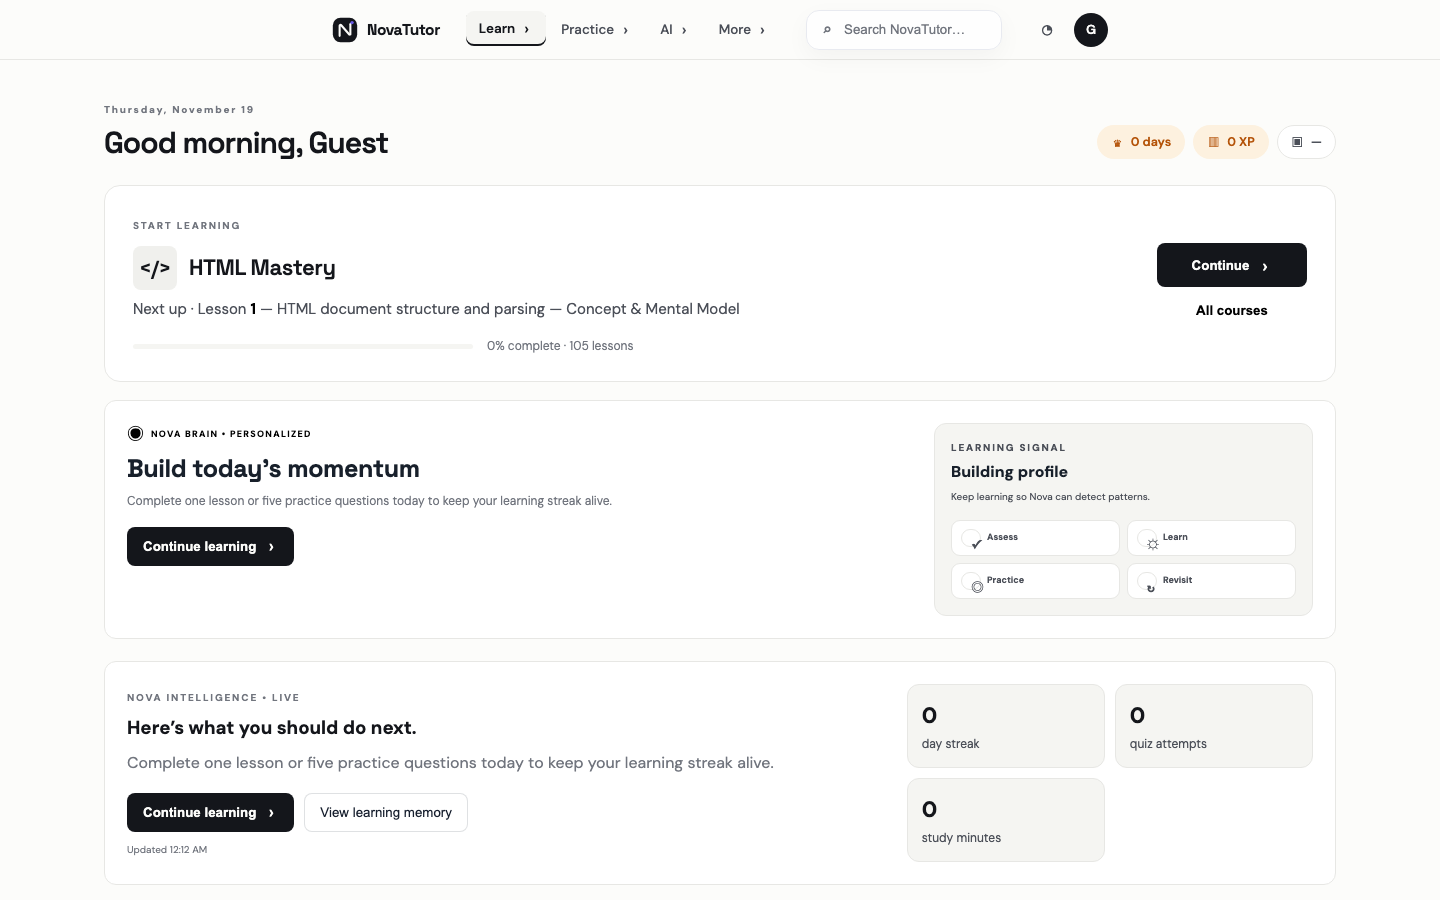 NovaTutor
Learn ›
Practice ›
AI ›
More ›
Search NovaTutor…
G
Thursday, November 19
Good morning, Guest
0 days
0 XP
—
START LEARNING
</> HTML Mastery
Next up · Lesson 1 — HTML document structure and parsing — Concept & Mental Model
0% complete · 105 lessons
Continue ›
All courses
NOVA BRAIN • PERSONALIZED
Build today’s momentum
Complete one lesson or five practice questions today to keep your learning streak alive.
Continue learning ›
LEARNING SIGNAL
Building profile
Keep learning so Nova can detect patterns.
Assess
Learn
Practice
Revisit
NOVA INTELLIGENCE • LIVE
Here’s what you should do next.
Complete one lesson or five practice questions today to keep your learning streak alive.
Continue learning ›
View learning memory
Updated 12:12 AM
0
day streak
0
quiz attempts
0
study minutes